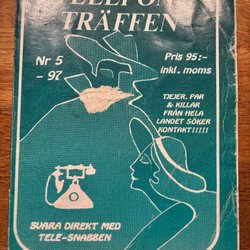 TELEFON
TRÄFFEN
Nr 5
- 97
Pris 95:-
inkl. moms
TJEJER, PAR
& KILLAR
FRÅN HELA
LANDET SÖKER
KONTAKT!!!!!
SVARA DIREKT MED
TELE-SNABBEN